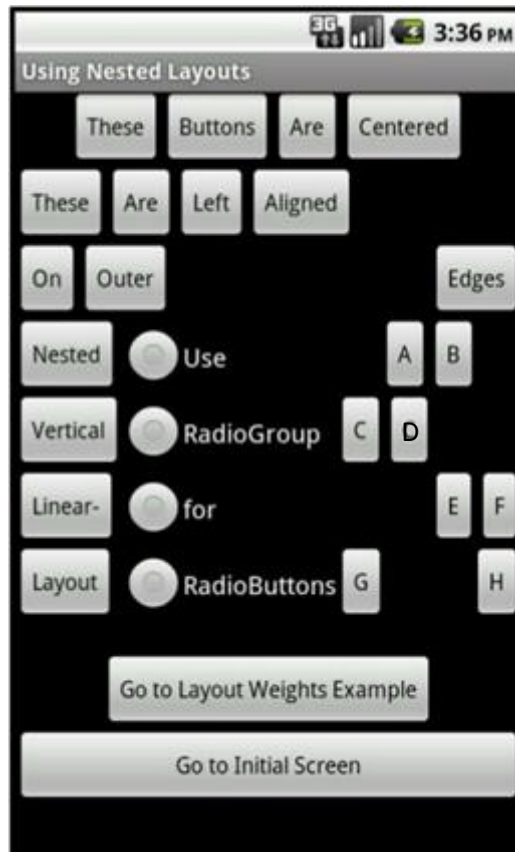 3G 3:36 PM
Using Nested Layouts
These Buttons Are Centered
These Are Left Aligned
On Outer Edges
Nested Use A B
Vertical RadioGroup C D
Linear- for E F
Layout RadioButtons G H
Go to Layout Weights Example
Go to Initial Screen